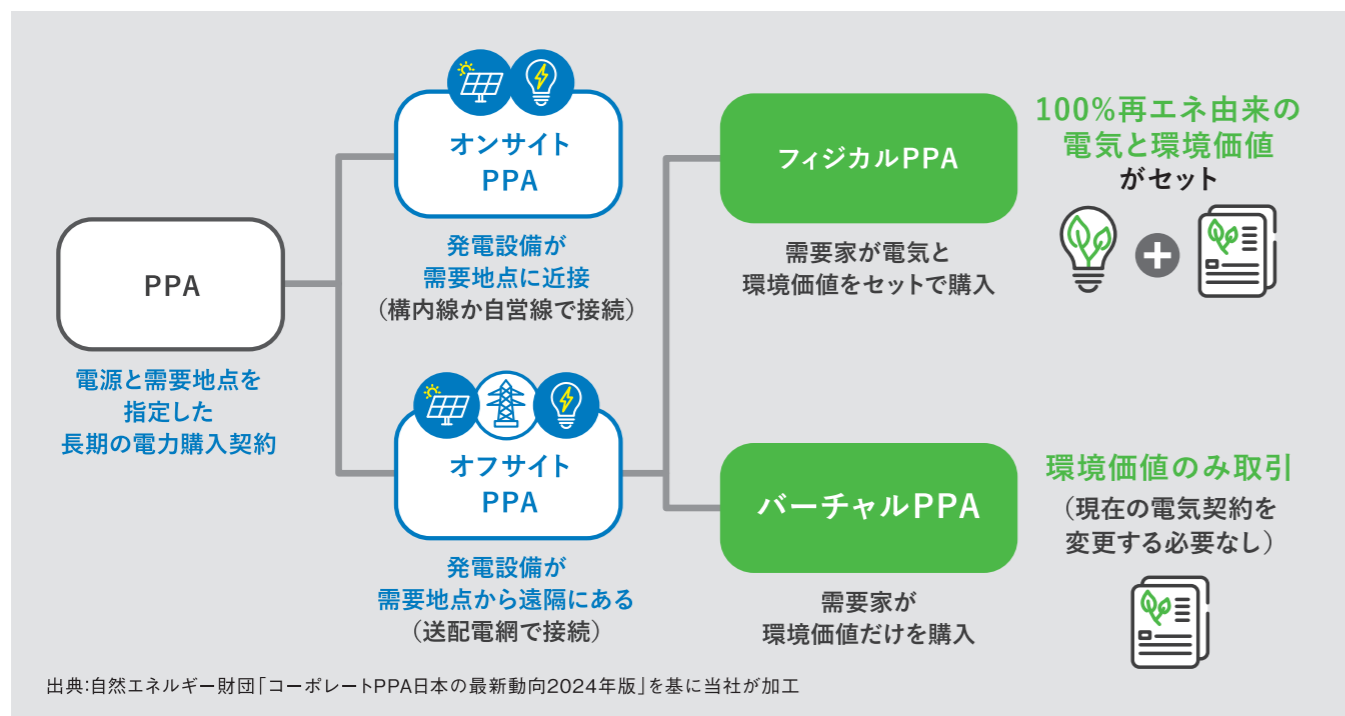 PPA
電源と需要地点を
指定した
長期の電力購入契約
オンサイト
PPA
発電設備が
需要地点に近接
（構内線か自営線で接続）
オフサイト
PPA
発電設備が
需要地点から遠隔にある
（送配電網で接続）
フィジカルPPA
需要家が電気と
環境価値をセットで購入
100%再エネ由来の
電気と環境価値
がセット
バーチャルPPA
需要家が
環境価値だけを購入
環境価値のみ取引
（現在の電気契約を
変更する必要なし）
出典:自然エネルギー財団「コーポレートPPA日本の最新動向2024年版」を基に当社が加工